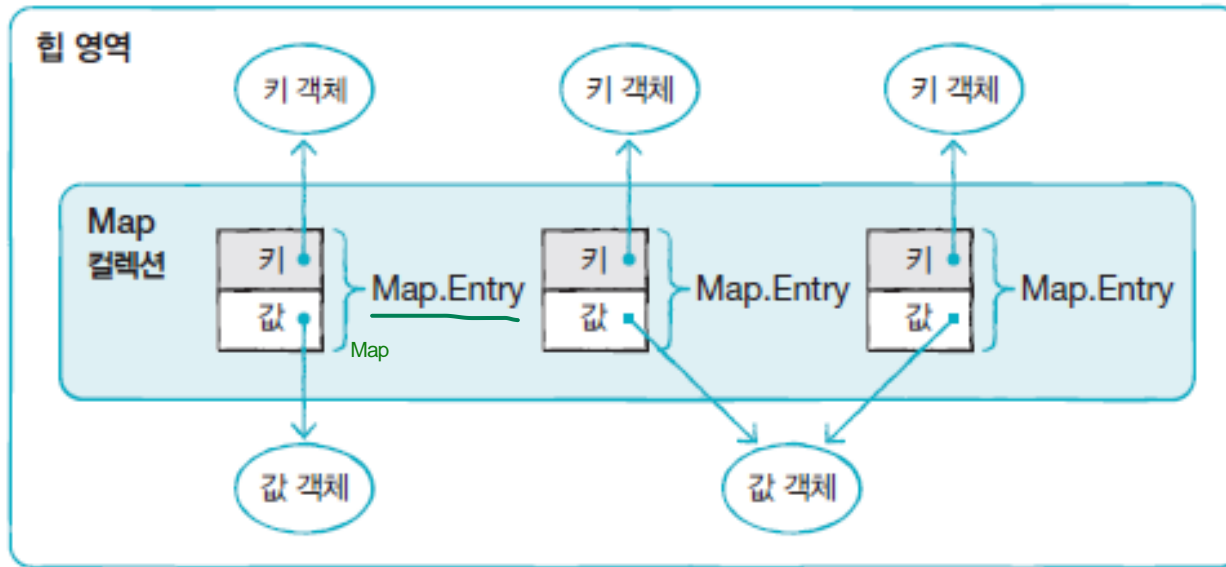 힙 영역
키 객체
키 객체
키 객체
Map
컬렉션
키
값
Map.Entry
Map
키
값
Map.Entry
키
값
Map.Entry
값 객체
값 객체